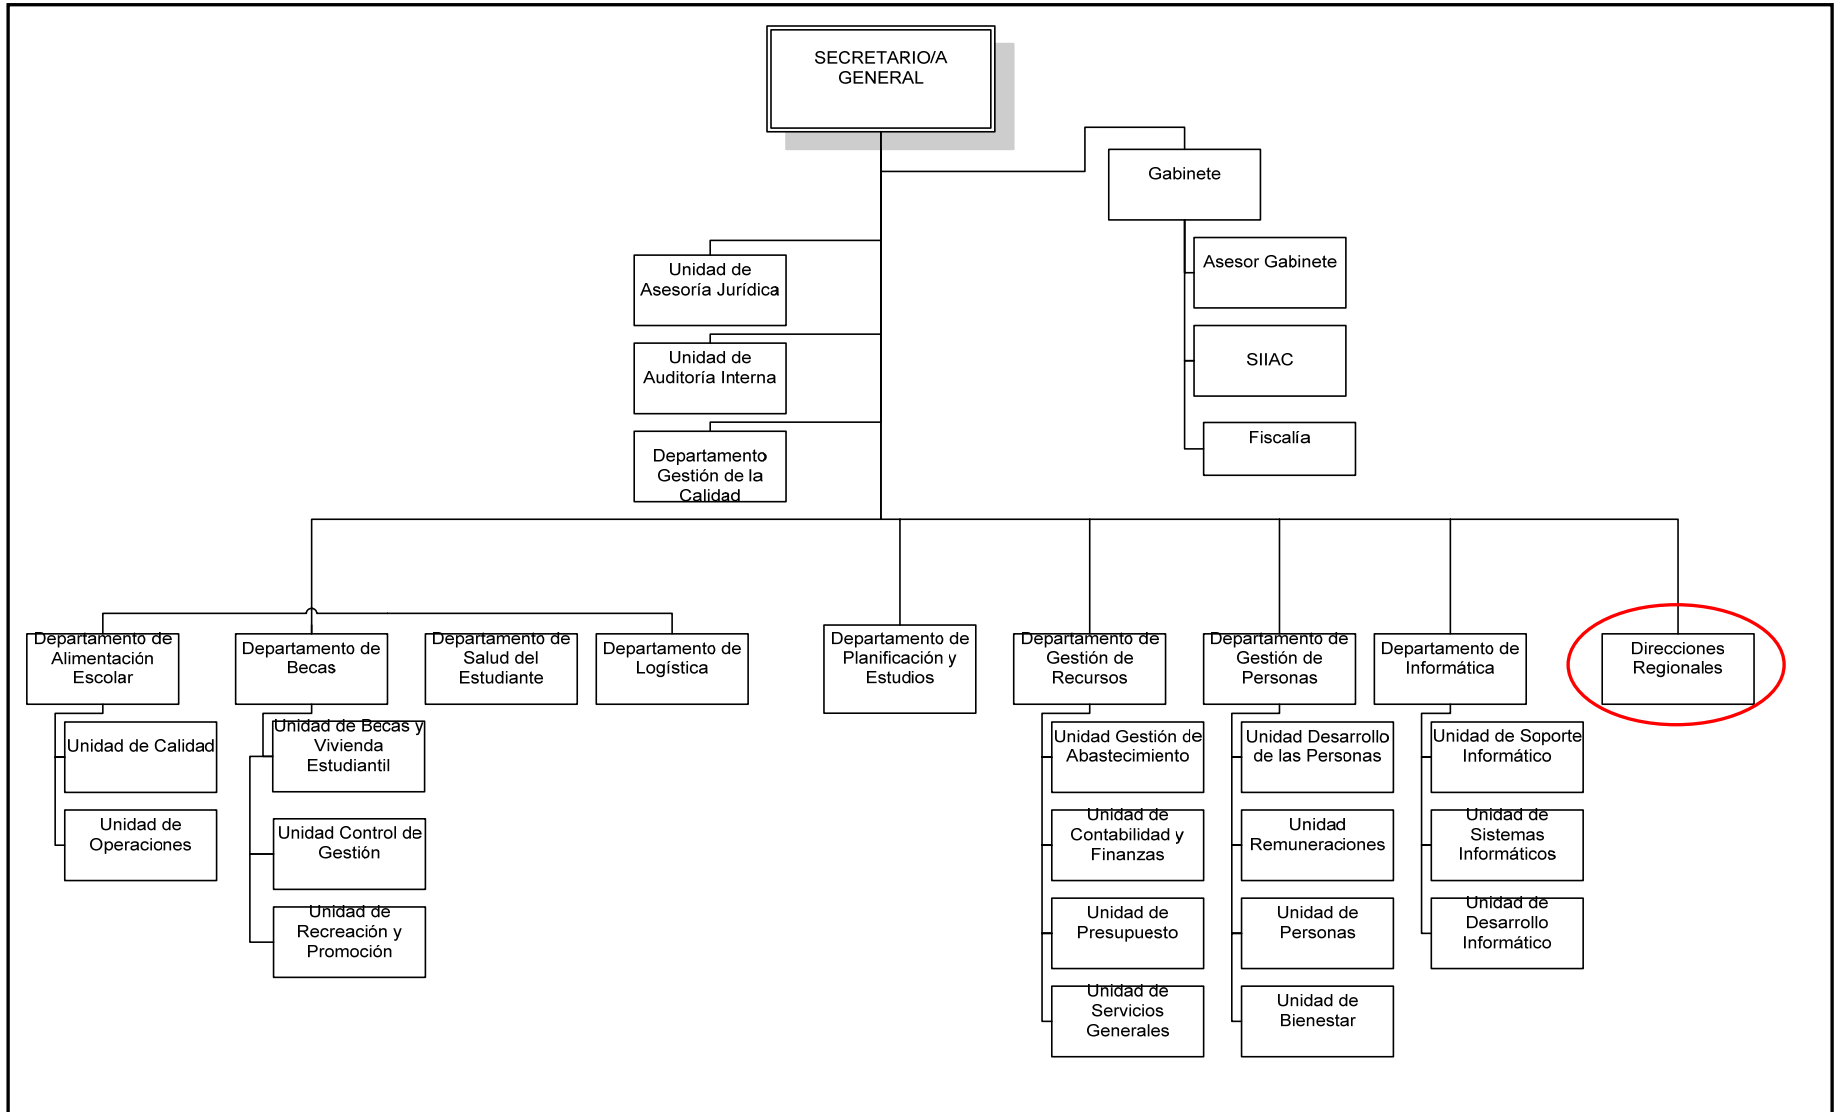 SECRETARIO/A
GENERAL
Gabinete
Asesor Gabinete
SIIAC
Fiscalía
Unidad de
Asesoría Jurídica
Unidad de
Auditoría Interna
Departamento
Gestión de la
Calidad
Departamento de
Alimentación
Escolar
Unidad de Calidad
Unidad de
Operaciones
Departamento de
Becas
Unidad de Becas y
Vivienda
Estudiantil
Unidad Control de
Gestión
Unidad de
Recreación y
Promoción
Departamento de
Salud del
Estudiante
Departamento de
Logística
Departamento de
Planificación y
Estudios
Departamento de
Gestión de
Recursos
Unidad Gestión de
Abastecimiento
Unidad de
Contabilidad y
Finanzas
Unidad de
Presupuesto
Unidad de
Servicios
Generales
Departamento de
Gestión de
Personas
Unidad Desarrollo
de las Personas
Unidad
Remuneraciones
Unidad de
Personas
Unidad de
Bienestar
Departamento de
Informática
Unidad de Soporte
Informático
Unidad de
Sistemas
Informáticos
Unidad de
Desarrollo
Informático
Direcciones
Regionales